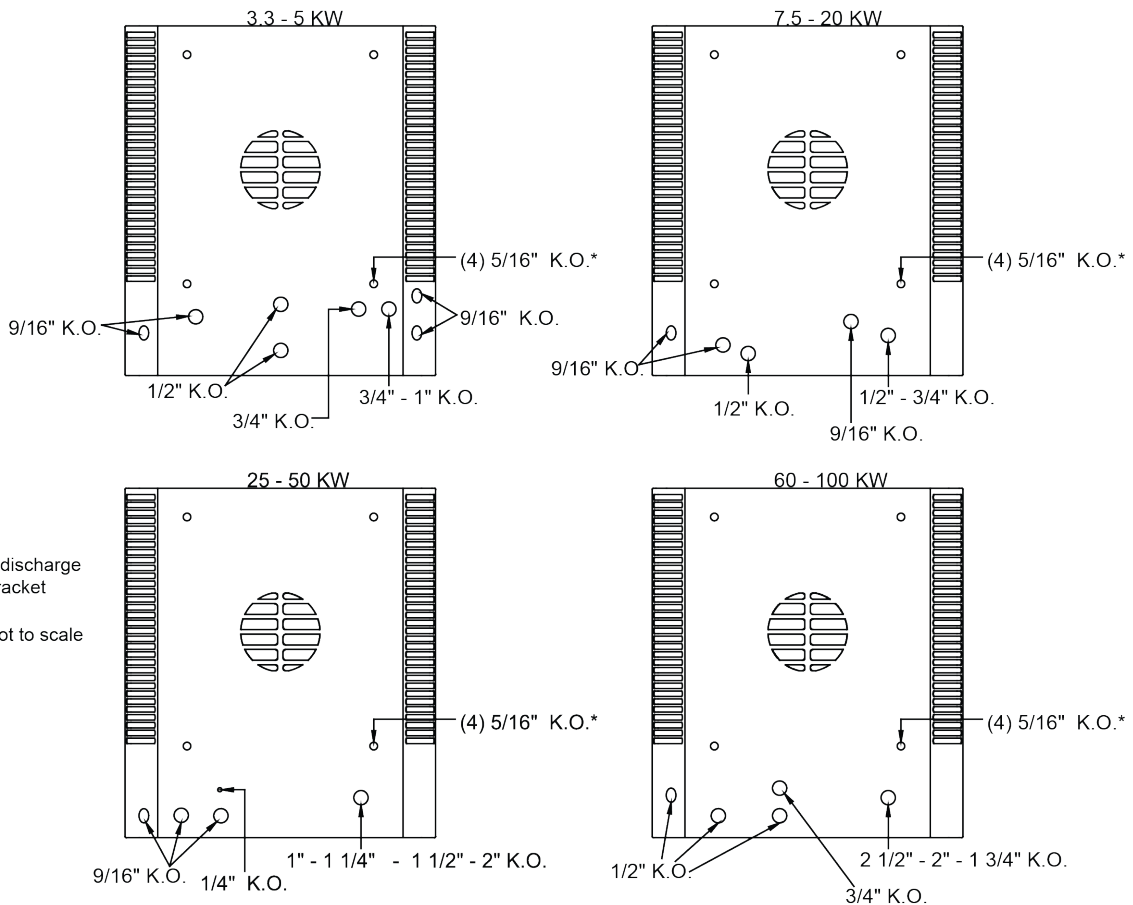 3.3 - 5 KW
7.5 - 20 KW
(4) 5/16" K.O.*
(4) 5/16" K.O.*
9/16" K.O.
9/16" K.O.
9/16" K.O.
1/2" K.O.
3/4" - 1" K.O.
3/4" K.O.
1/2" K.O.
1/2" - 3/4" K.O.
9/16" K.O.
25 - 50 KW
60 - 100 KW
discharge
ot to scale
(4) 5/16" K.O.*
(4) 5/16" K.O.*
9/16" K.O.
1/4" K.O.
1" - 1 1/4" - 1 1/2" - 2" K.O.
1/2" K.O.
2 1/2" - 2" - 1 3/4" K.O.
3/4" K.O.